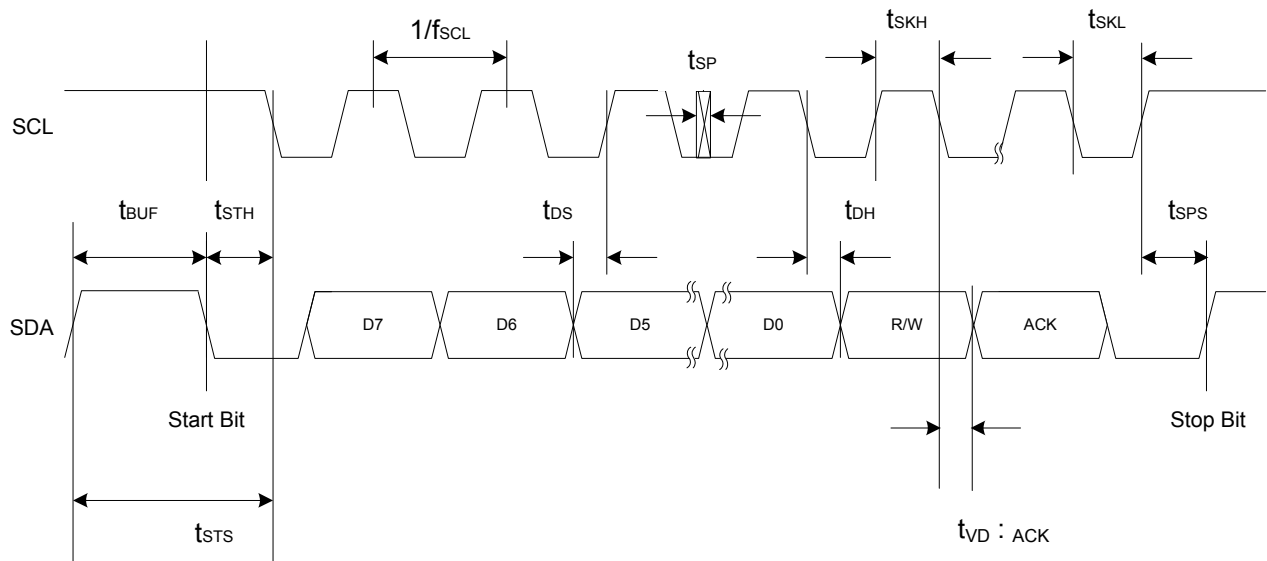 1/fSCL
tSKH
tSKL
tSP
SCL
tBUF
tSTH
tDS
tDH
tSPS
SDA
D7
D6
D5
D0
R/W
ACK
Start Bit
Stop Bit
tSTS
tVD : ACK